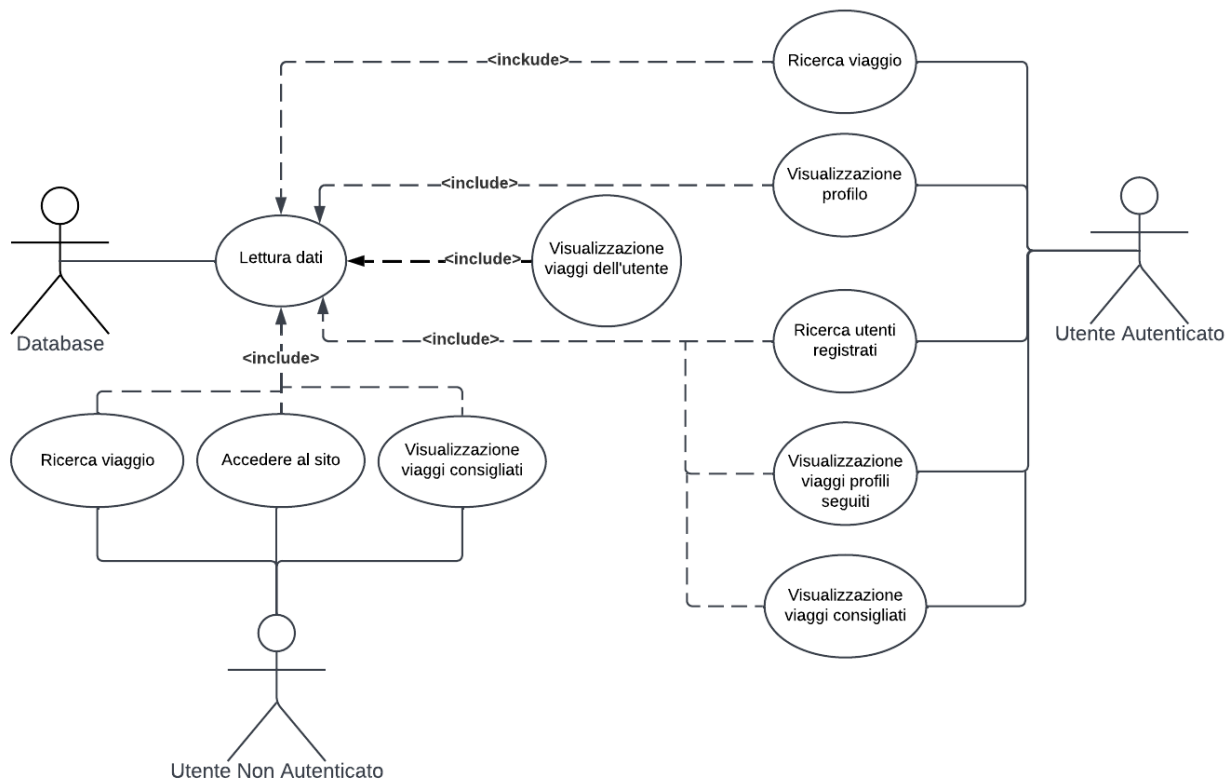 <inckude>
Ricerca viaggio
<include>
Visualizzazione
profilo
Lettura dati
<include>
Visualizzazione
viaggi dell'utente
Database
<include>
Ricerca utenti
registrati
Utente Autenticato
<include>
Ricerca viaggio
Accedere al sito
Visualizzazione
viaggi consigliati
Visualizzazione
viaggi profili
seguiti
Visualizzazione
viaggi consigliati
Utente Non Autenticato